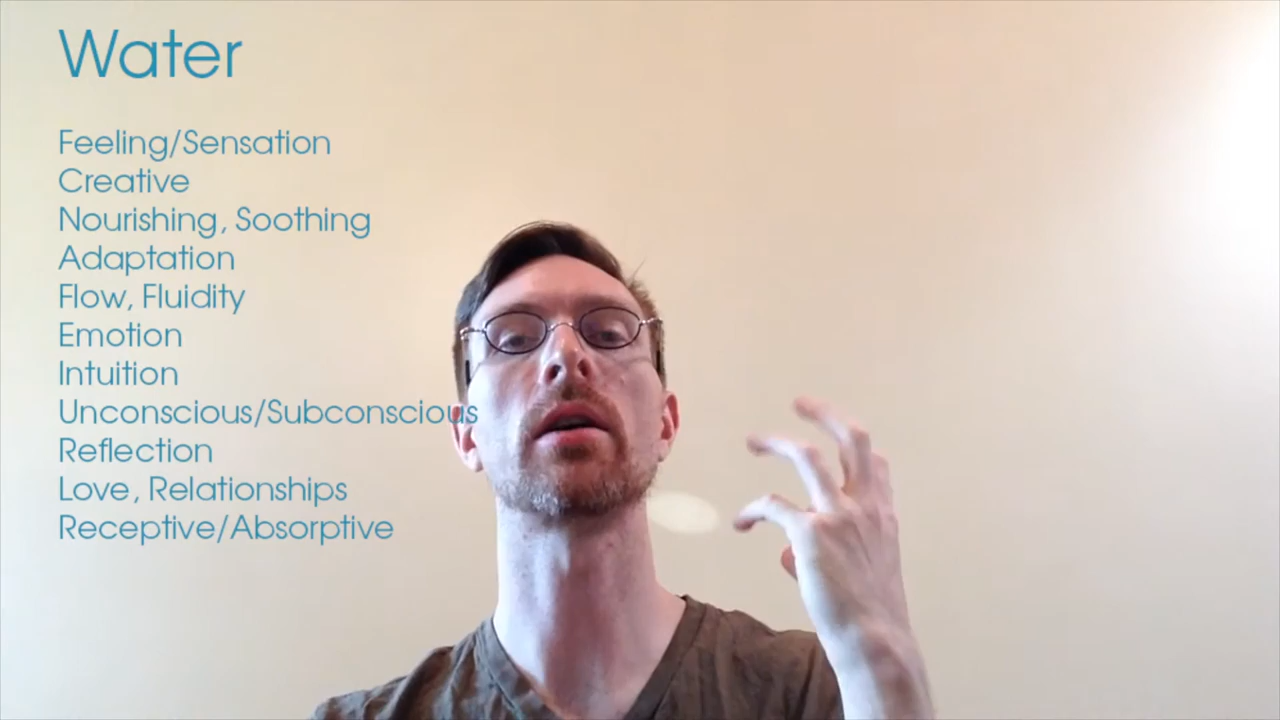 Water
Feeling/Sensation
Creative
Nourishing, Soothing
Adaptation
Flow, Fluidity
Emotion
Intuition
Unconscious/Subconscious
Reflection
Love, Relationships
Receptive/Absorptive